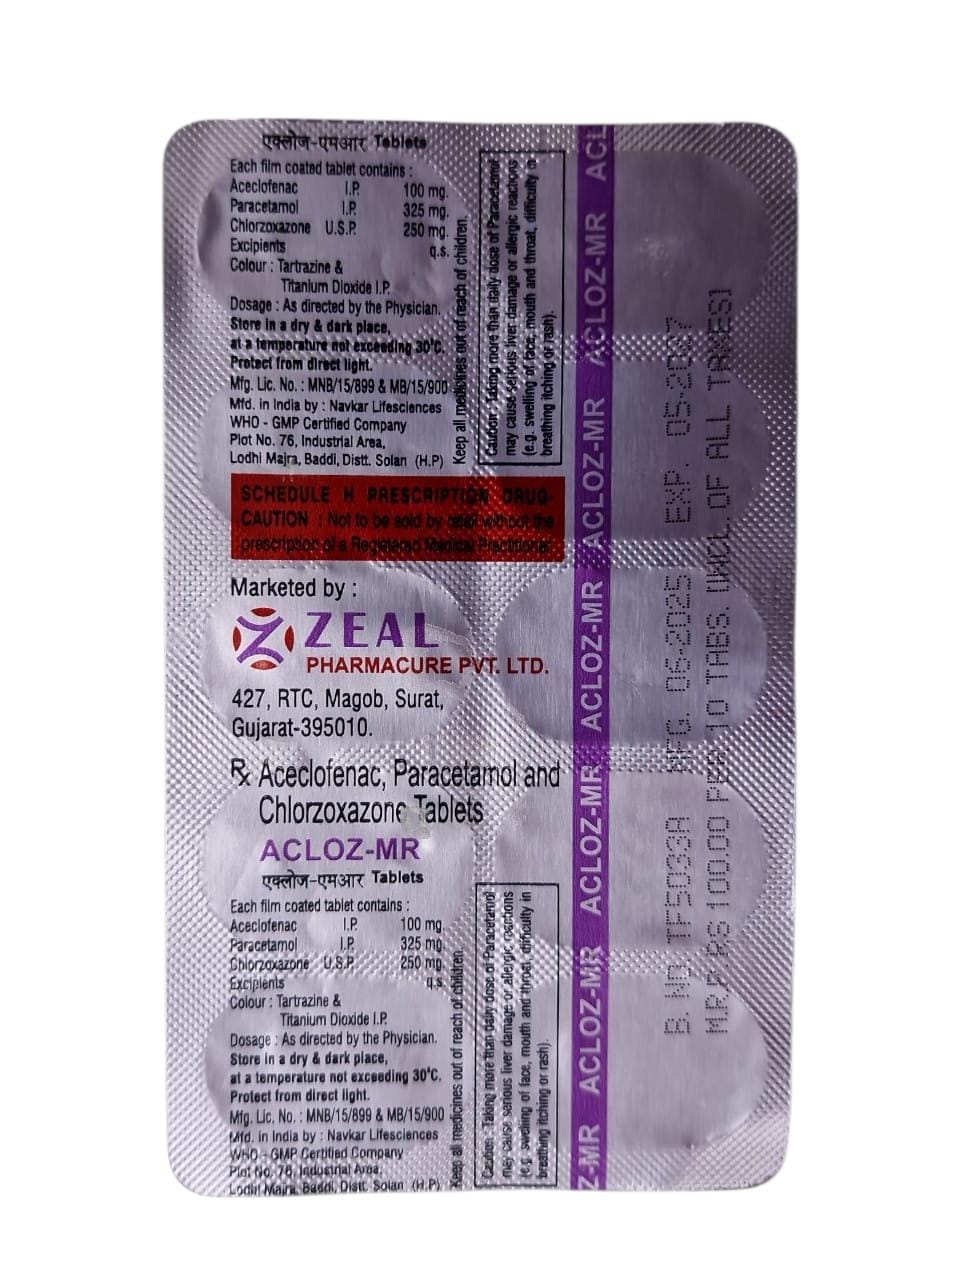 एक्लोज-एमआर Tablets
Each film coated tablet contains :
Aceclofenac I.P. 100 mg.
Paracetamol I.P. 325 mg.
Chlorzoxazone U.S.P. 250 mg.
Excipients q.s.
Colour : Tartrazine &
Titanium Dioxide I.P.
Dosage : As directed by the Physician.
Store in a dry & dark place,
at a temperature not exceeding 30°C.
Protect from direct light.
Mfg. Lic. No. : MNB/15/899 & MB/15/900
Mfd. in India by : Navkar Lifesciences
WHO - GMP Certified Company
Plot No. 76, Industrial Area,
Lodhi Majra, Baddi, Distt. Solan (H.P)
Keep all medicines out of reach of children.
Caution : Taking more than daily dose of Paracetamol
may cause serious liver damage or allergic reactions
(e.g. swelling of face, mouth and throat, difficulty in
breathing itching or rash).
SCHEDULE H PRESCRIPTION DRUG-
CAUTION : Not to be sold by retail without the
prescription of a Registered Medical Practitioner
Marketed by :
ZEAL
PHARMACURE PVT. LTD.
427, RTC, Magob, Surat,
Gujarat-395010.
Rx Aceclofenac, Paracetamol and
Chlorzoxazone Tablets
ACLOZ-MR
एक्लोज-एमआर Tablets
Each film coated tablet contains :
Aceclofenac I.P. 100 mg.
Paracetamol I.P. 325 mg.
Chlorzoxazone U.S.P. 250 mg.
Excipients q.s.
Colour : Tartrazine &
Titanium Dioxide I.P.
Dosage : As directed by the Physician.
Store in a dry & dark place,
at a temperature not exceeding 30°C.
Protect from direct light.
Mfg. Lic. No. : MNB/15/899 & MB/15/900
Mfd. in India by : Navkar Lifesciences
WHO - GMP Certified Company
Plot No. 76, Industrial Area,
Lodhi Majra, Baddi, Distt. Solan (H.P)
Keep all medicines out of reach of children.
Caution : Taking more than daily dose of Paracetamol
may cause serious liver damage or allergic reactions
(e.g. swelling of face, mouth and throat, difficulty in
breathing itching or rash).
Z-MR ACLOZ-MR ACLOZ-MR ACLOZ-MR ACLOZ-MR ACLOZ-MR ACL
B. NO. TF5033A MFG. 06-2025 EXP. 05-2027
M.R.P. RS 100.00 PER 10 TABS. (INCL. OF ALL TAXES)